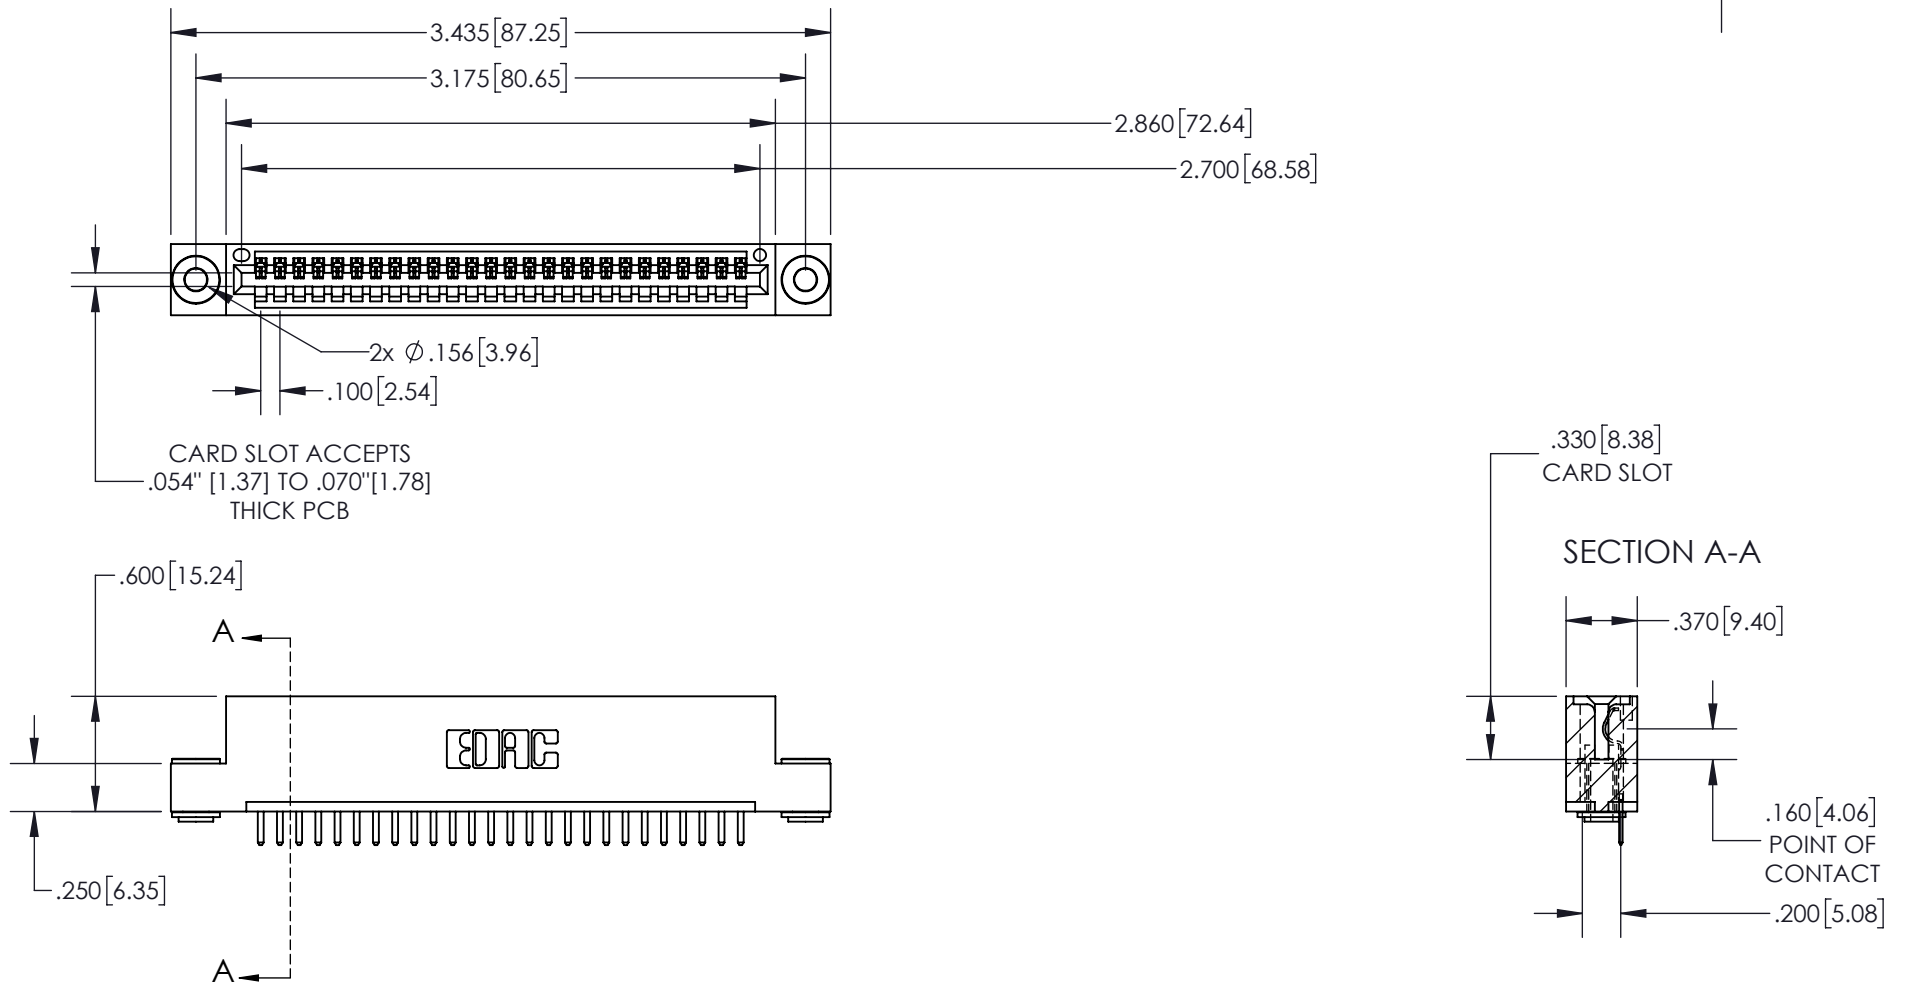 3.435[87.25]
3.175[80.65]
2.860[72.64]
2.700[68.58]
2x Ø.156[3.96]
.100[2.54]
CARD SLOT ACCEPTS
.054" [1.37] TO .070"[1.78]
THICK PCB
.330[8.38]
CARD SLOT
SECTION A-A
.600[15.24]
.370[9.40]
A
EDAC
.160[4.06]
POINT OF
CONTACT
.250[6.35]
.200[5.08]
A